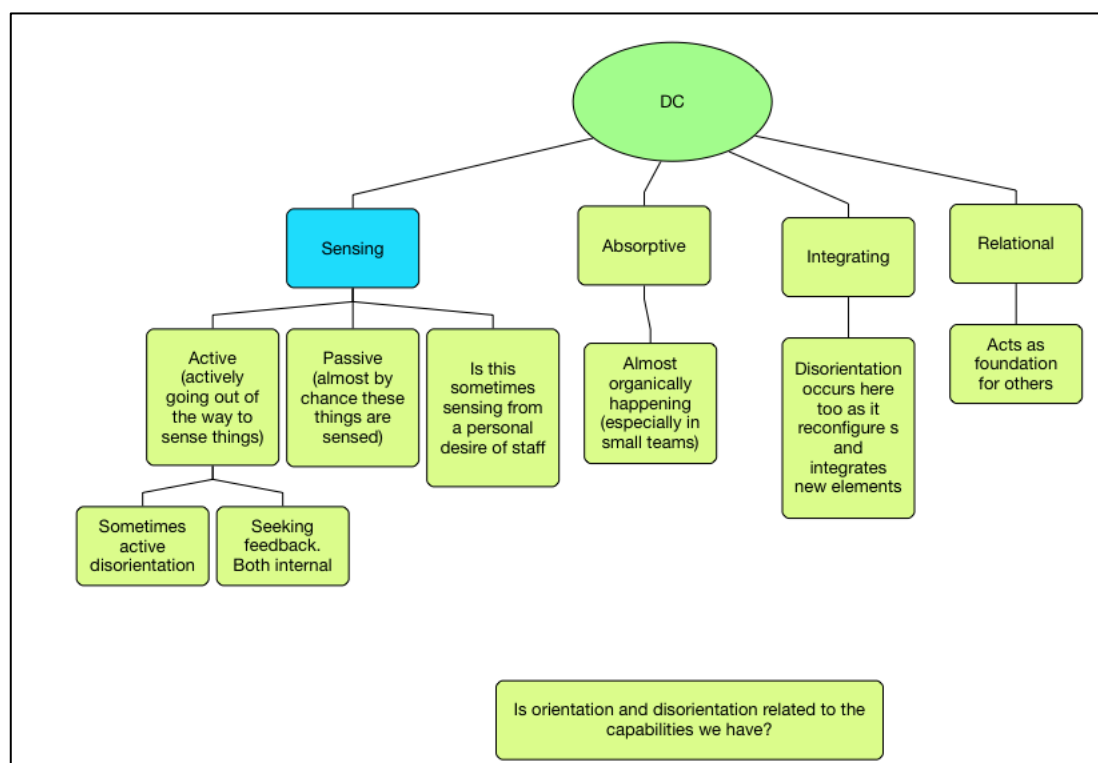 DC
Sensing
Absorptive
Integrating
Relational
Active
(actively
going out of
the way to
sense things)
Passive
(almost by
chance these
things are
sensed)
Is this
sometimes
sensing from
a personal
desire of staff
Almost
organically
happening
(especially in
small teams)
Disorientation
occurs here
too as it
reconfigure s
and
integrates
new elements
Acts as
foundation
for others
Sometimes
active
disorientation
Seeking
feedback.
Both internal
Is orientation and disorientation related to the
capabilities we have?